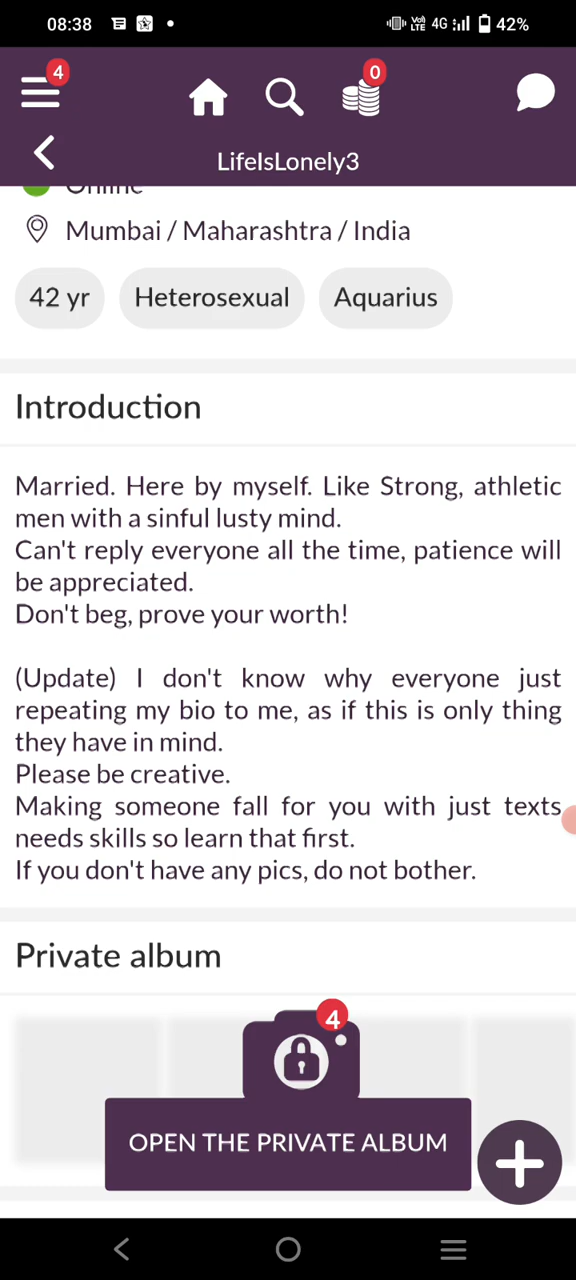 08:38
Voi) LTE 4G 42%
4
0
LifeIsLonely3
Online
Mumbai / Maharashtra / India
42 yr Heterosexual Aquarius
Introduction
Married. Here by myself. Like Strong, athletic
men with a sinful lusty mind.
Can't reply everyone all the time, patience will
be appreciated.
Don't beg, prove your worth!
(Update) I don't know why everyone just
repeating my bio to me, as if this is only thing
they have in mind.
Please be creative.
Making someone fall for you with just texts
needs skills so learn that first.
If you don't have any pics, do not bother.
Private album
4
OPEN THE PRIVATE ALBUM